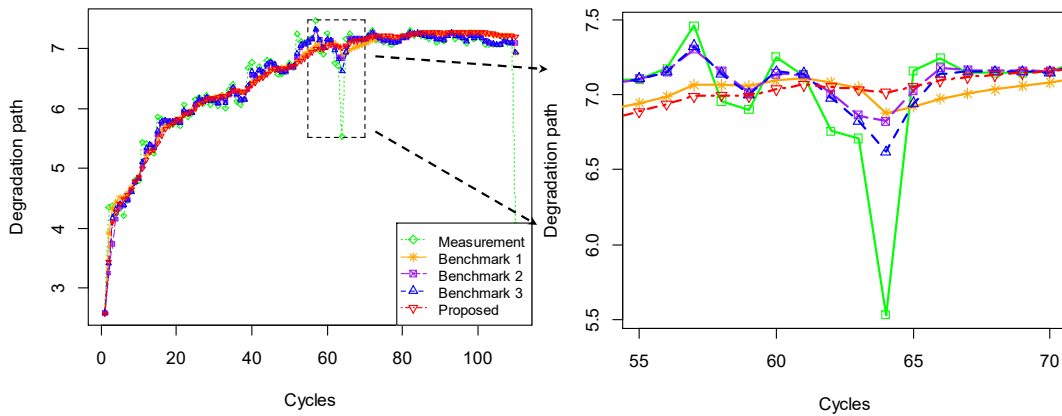 Degradation path
7
6
5
4
3
0
20
40
60
80
100
Cycles
Measurement
Benchmark 1
Benchmark 2
Benchmark 3
Proposed
Degradation path
7.5
7.0
6.5
6.0
5.5
55
60
65
70
Cycles